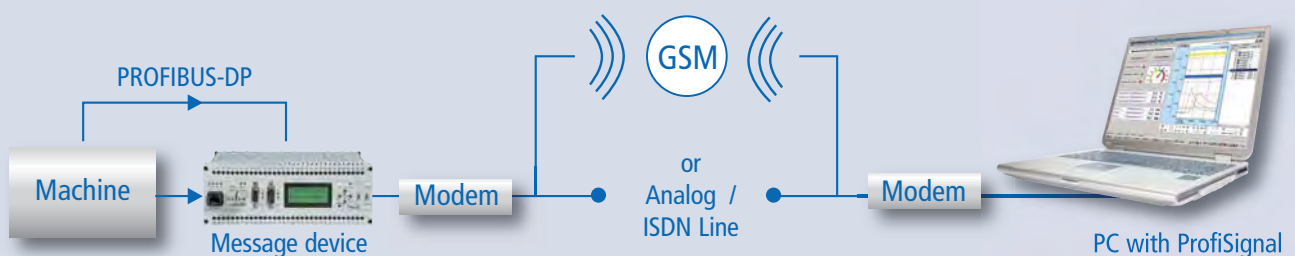 PROFIBUS-DP
GSM
Machine
Modem
or
Analog /
ISDN Line
Modem
Message device
PC with ProfiSignal